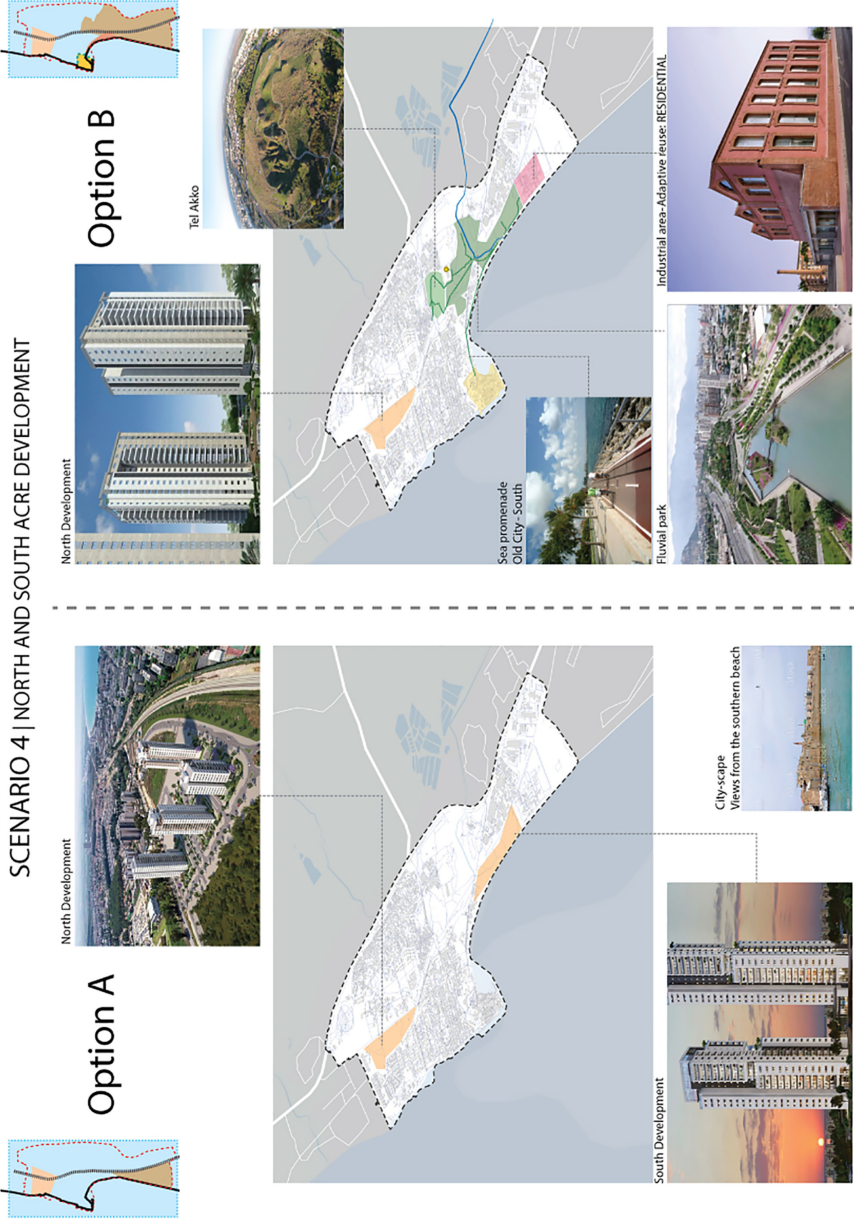 SCENARIO 4 | NORTH AND SOUTH ACRE DEVELOPMENT
Option A
North Development
South Development
City-scape
Views from the southern beach
Option B
North Development
Tel Akko
Sea promenade
Old City - South
Fluvial park
Industrial area-Adaptive reuse: RESIDENTIAL